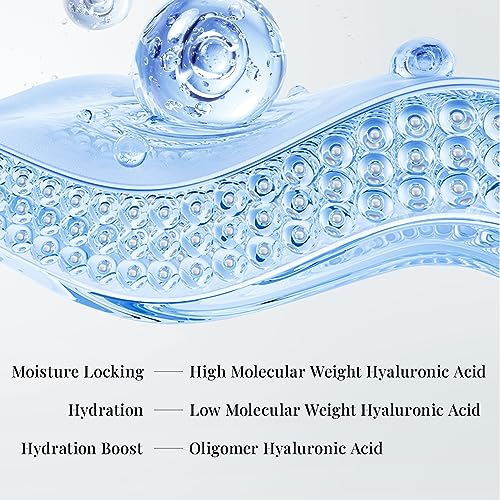 Moisture Locking — High Molecular Weight Hyaluronic Acid
Hydration — Low Molecular Weight Hyaluronic Acid
Hydration Boost — Oligomer Hyaluronic Acid